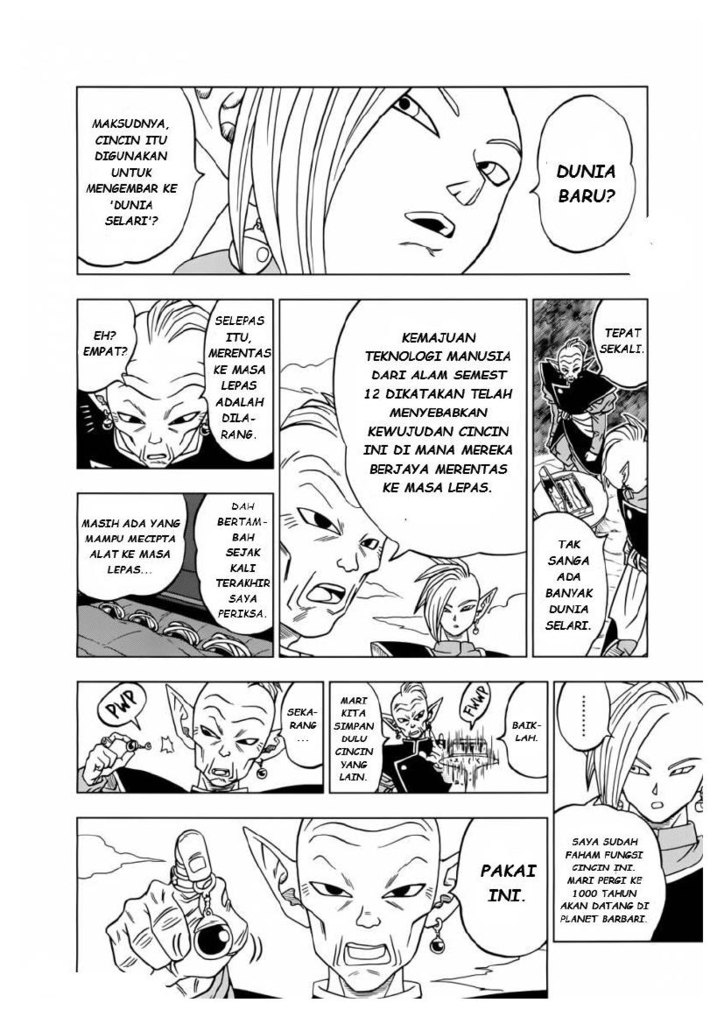 DUNIA
BARU?
MAKSUDNYA,
CINCIN ITU
DIGUNAKAN
UNTUK
MENGEMBAR KE
'DUNIA
SELARI'?
TEPAT
SEKALI.
TAK
SANGA
ADA
BANYAK
DUNIA
SELARI.
KEMAJUAN
TEKNOLOGI MANUSIA
DARI ALAM SEMEST
12 DIKATAKAN TELAH
MENYEBABKAN
KEWUJUDAN CINCIN
INI DI MANA MEREKA
BERJAYA MERENTAS
KE MASA LEPAS.
SELEPAS
ITU,
MERENTAS
KE MASA
LEPAS
ADALAH
DILA-
RANG.
EH?
EMPAT?
DAH
BERTAM-
BAH
SEJAK
KALI
TERAKHIR
SAYA
PERIKSA.
MASIH ADA YANG
MAMPU MECIPTA
ALAT KE MASA
LEPAS...
........
SAYA SUDAH
FAHAM FUNGSI
CINCIN INI.
MARI PERGI KE
1000 TAHUN
AKAN DATANG DI
PLANET BARBARI.
BAIK-
LAH.
FWWP
MARI
KITA
SIMPAN
DULU
CINCIN
YANG
LAIN.
SEKA-
RANG
...
PWP
PAKAI
INI.